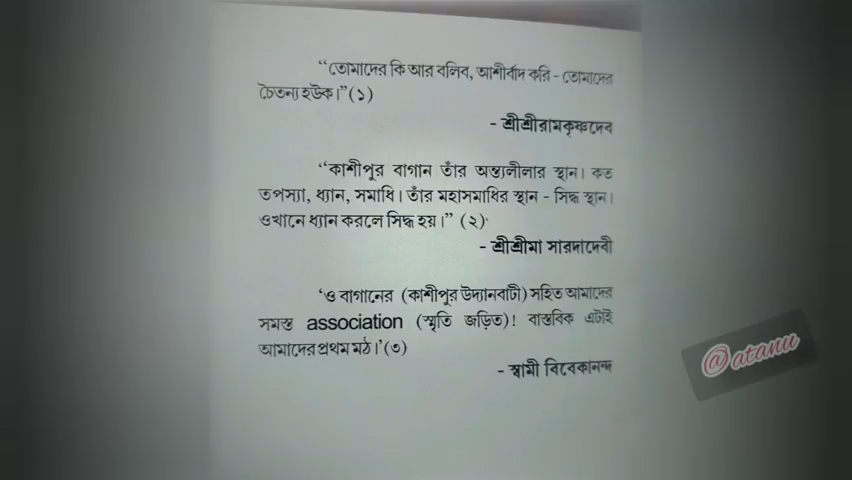 “তোমাদের কি আর বলিব, আশীর্বাদ করি - তোমাদের
চৈতন্য হউক।”(১)
- শ্রীশ্রীরামকৃষ্ণদেব
“কাশীপুর বাগান তাঁর অন্ত্যলীলার স্থান। কত
তপস্যা, ধ্যান, সমাধি। তাঁর মহাসমাধির স্থান - সিদ্ধ স্থান।
ওখানে ধ্যান করলে সিদ্ধ হয়।” (২)
- শ্রীশ্রীমা সারদাদেবী
‘ও বাগানের (কাশীপুর উদ্যানবাটী) সহিত আমাদের
সমস্ত association (স্মৃতি জড়িত)! বাস্তবিক এটাই
আমাদের প্রথম মঠ।’(৩)
- স্বামী বিবেকানন্দ
@atanu